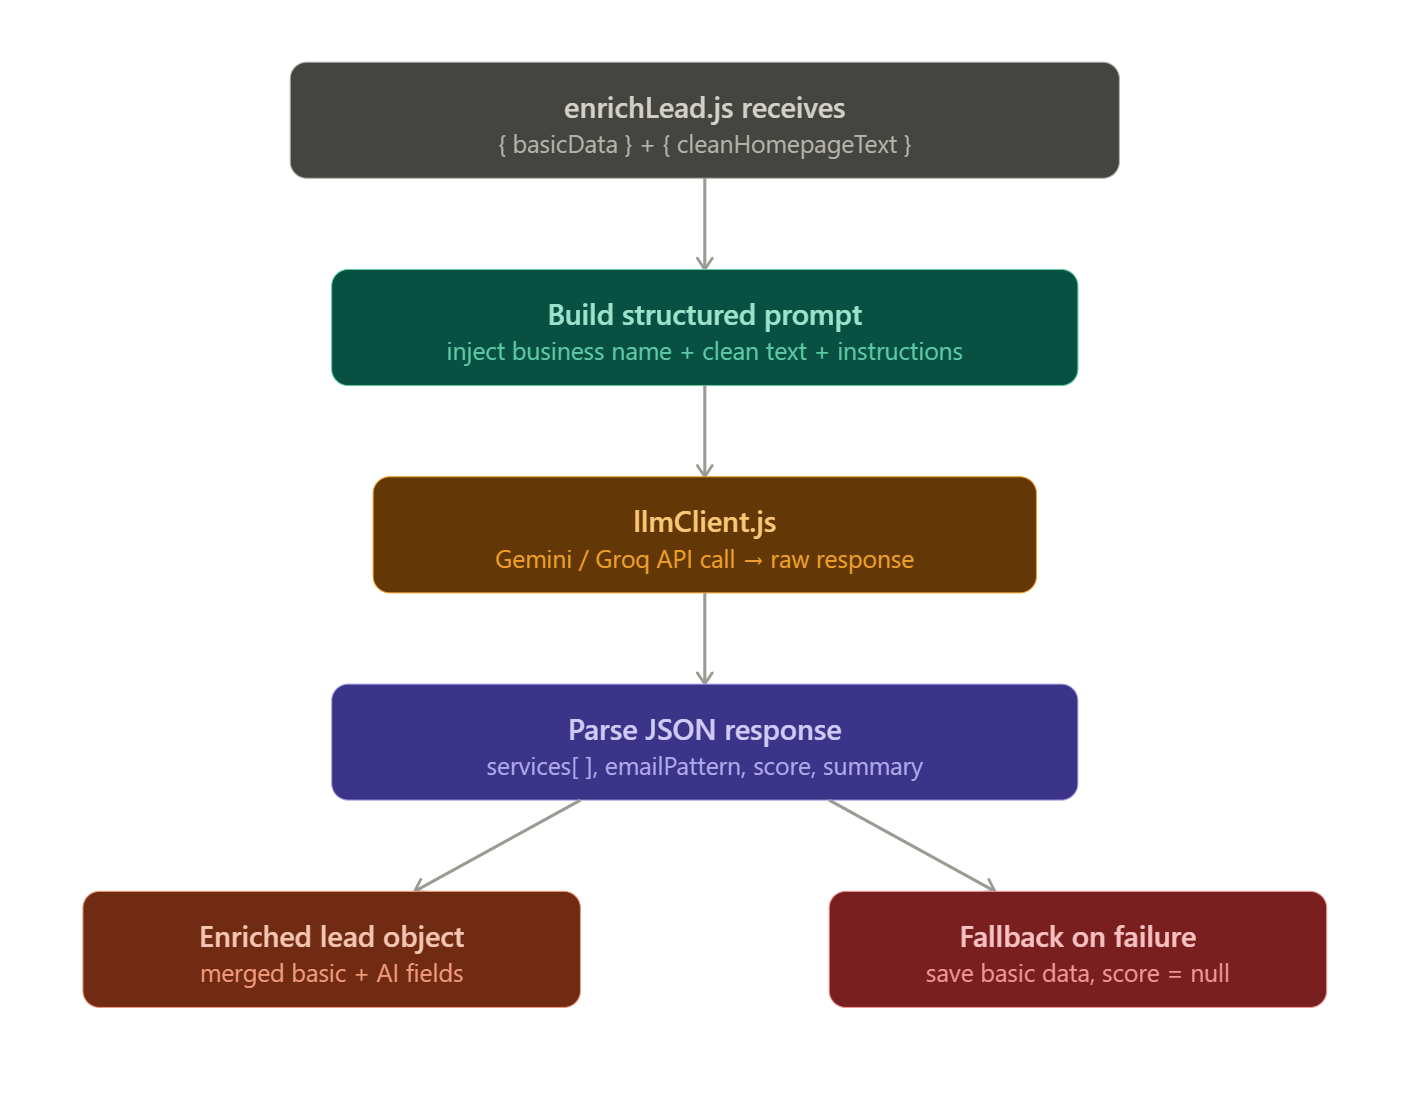 enrichLead.js receives
{ basicData } + { cleanHomepageText }
Build structured prompt
inject business name + clean text + instructions
llmClient.js
Gemini / Groq API call → raw response
Parse JSON response
services[ ], emailPattern, score, summary
Enriched lead object
merged basic + AI fields
Fallback on failure
save basic data, score = null